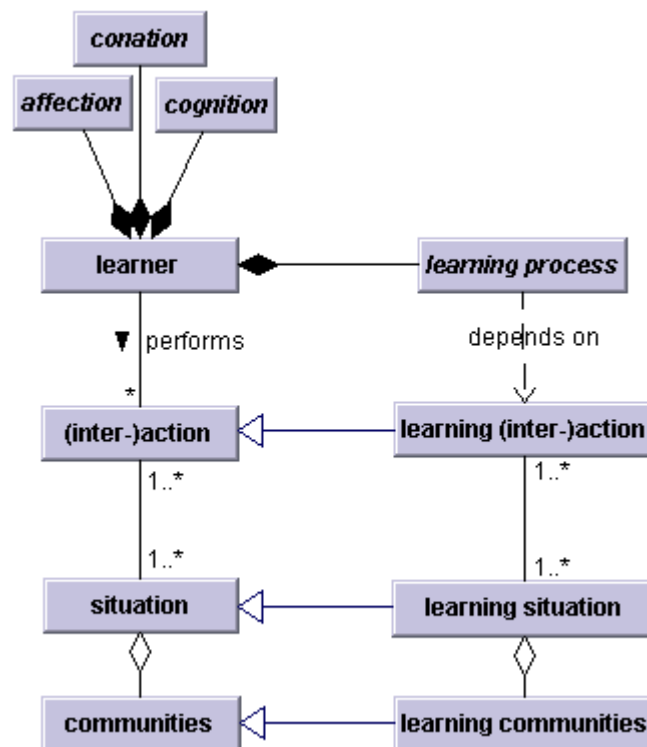 conation
affection
cognition
learner
learning process
performs
depends on
*
(inter-)action
learning (inter-)action
1..*
1..*
1..*
1..*
situation
learning situation
communities
learning communities